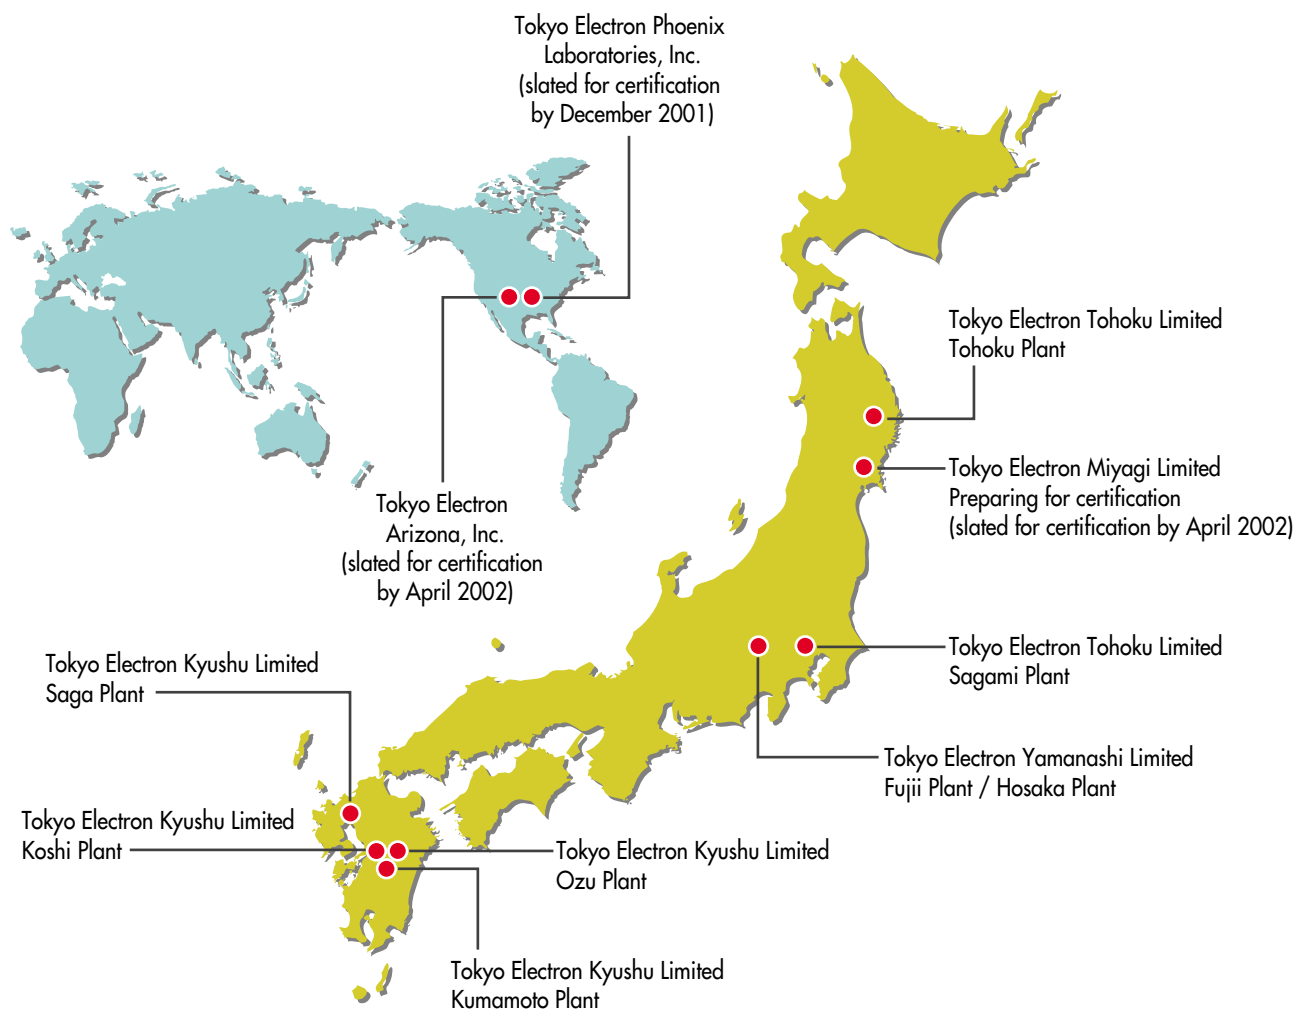 Tokyo Electron Phoenix
Laboratories, Inc.
(slated for certification
by December 2001)
Tokyo Electron Tohoku Limited
Tohoku Plant
Tokyo Electron Miyagi Limited
Preparing for certification
(slated for certification by April 2002)
Tokyo Electron
Arizona, Inc.
(slated for certification
by April 2002)
Tokyo Electron Tohoku Limited
Sagami Plant
Tokyo Electron Kyushu Limited
Saga Plant
Tokyo Electron Yamanashi Limited
Fujii Plant / Hosaka Plant
Tokyo Electron Kyushu Limited
Koshi Plant
Tokyo Electron Kyushu Limited
Ozu Plant
Tokyo Electron Kyushu Limited
Kumamoto Plant